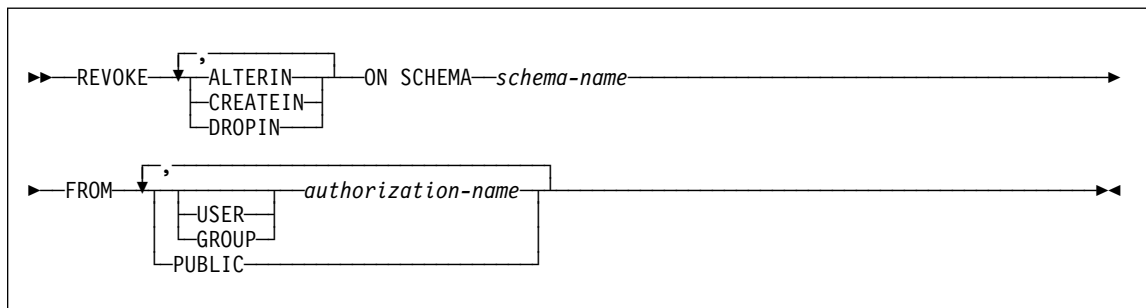 ,
REVOKE ALTERIN ON SCHEMA schema-name
CREATEIN
DROPIN
,
FROM authorization-name
USER
GROUP
PUBLIC